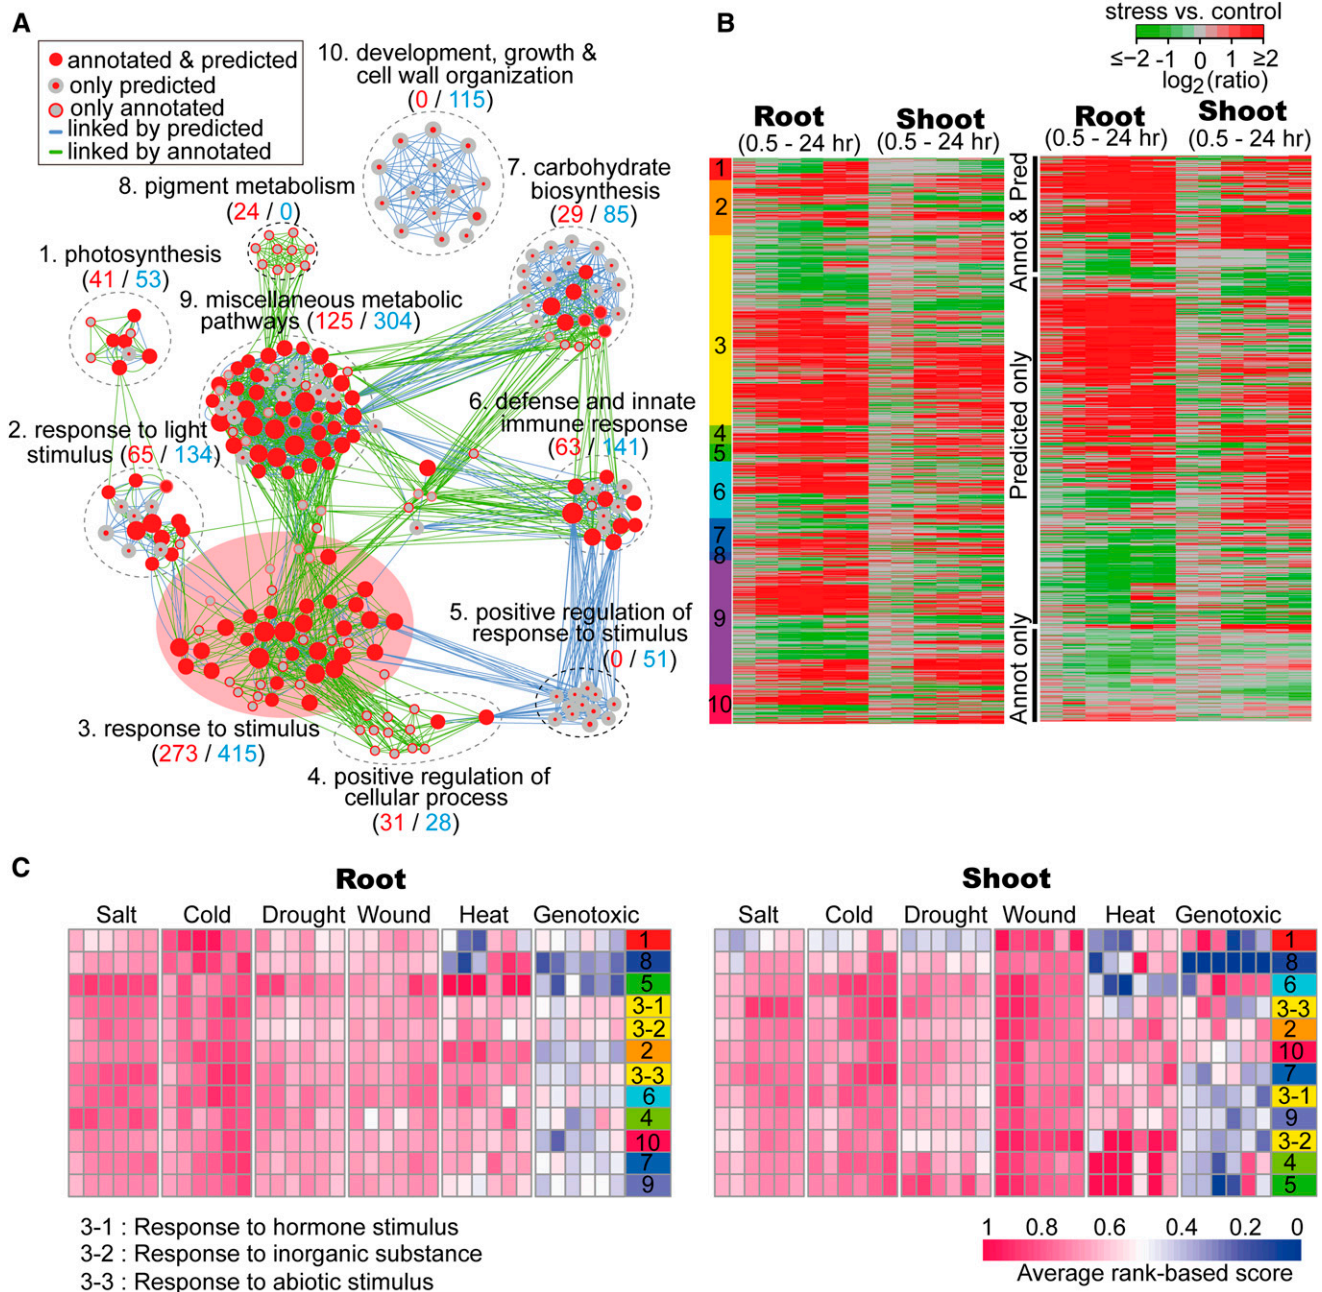 A
annotated & predicted
only predicted
only annotated
linked by predicted
linked by annotated
10. development, growth &
cell wall organization
(0 / 115)
8. pigment metabolism
(24 / 0)
7. carbohydrate
biosynthesis
(29 / 85)
1. photosynthesis
(41 / 53)
9. miscellaneous metabolic
pathways (125 / 304)
2. response to light
stimulus (65 / 134)
6. defense and innate
immune response
(63 / 141)
5. positive regulation of
response to stimulus
(0 / 51)
3. response to stimulus
(273 / 415)
4. positive regulation of
cellular process
(31 / 28)
B
stress vs. control
≤−2 -1 0 1 ≥2
log2(ratio)
Root Shoot Root Shoot
(0.5 - 24 hr) (0.5 - 24 hr) (0.5 - 24 hr) (0.5 - 24 hr)
1
2
3
4
5
6
7
8
9
10
Annot & Pred
Predicted only
Annot only
C
Root
Salt Cold Drought Wound Heat Genotoxic
1
8
5
3-1
3-2
2
3-3
6
4
10
7
9
Shoot
Salt Cold Drought Wound Heat Genotoxic
1
8
6
3-3
2
10
7
3-1
9
3-2
4
5
3-1 : Response to hormone stimulus
3-2 : Response to inorganic substance
3-3 : Response to abiotic stimulus
1 0.8 0.6 0.4 0.2 0
Average rank-based score